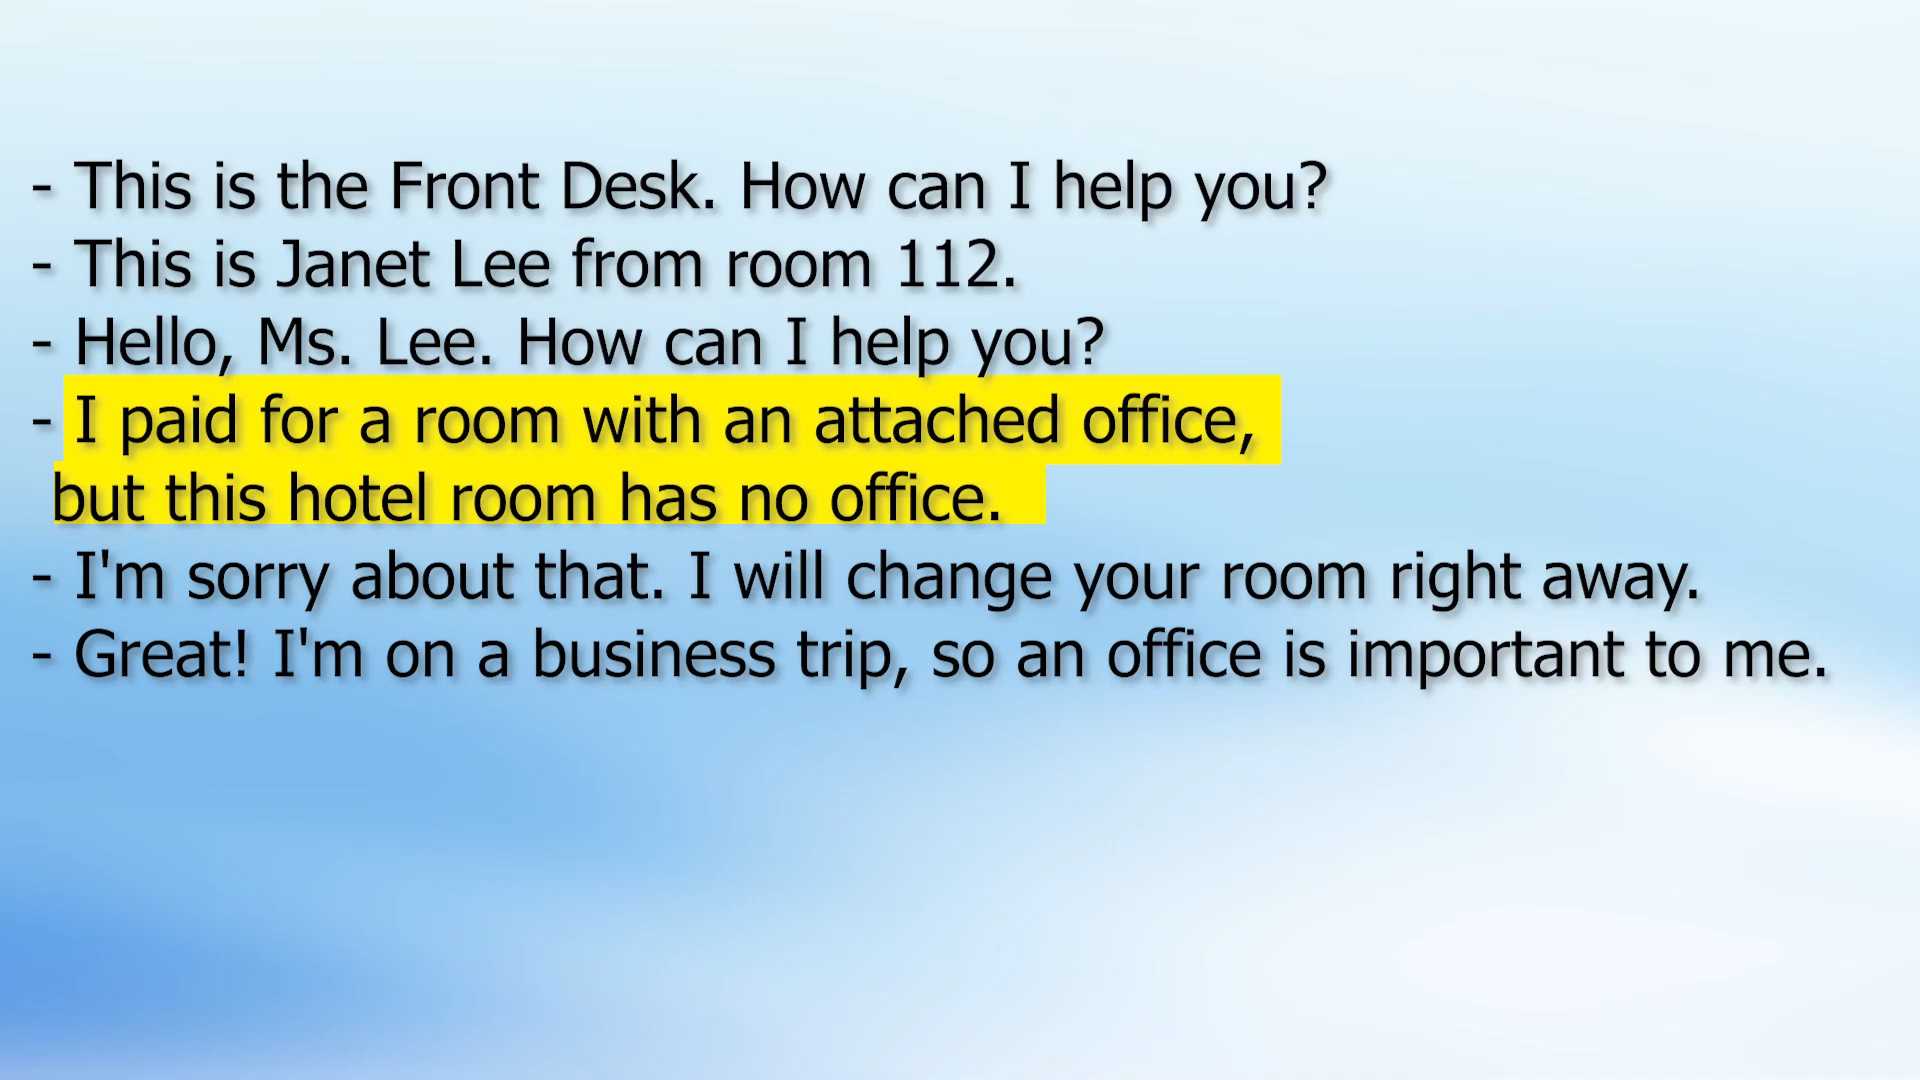 - This is the Front Desk. How can I help you?
- This is Janet Lee from room 112.
- Hello, Ms. Lee. How can I help you?
- I paid for a room with an attached office,
but this hotel room has no office.
- I'm sorry about that. I will change your room right away.
- Great! I'm on a business trip, so an office is important to me.